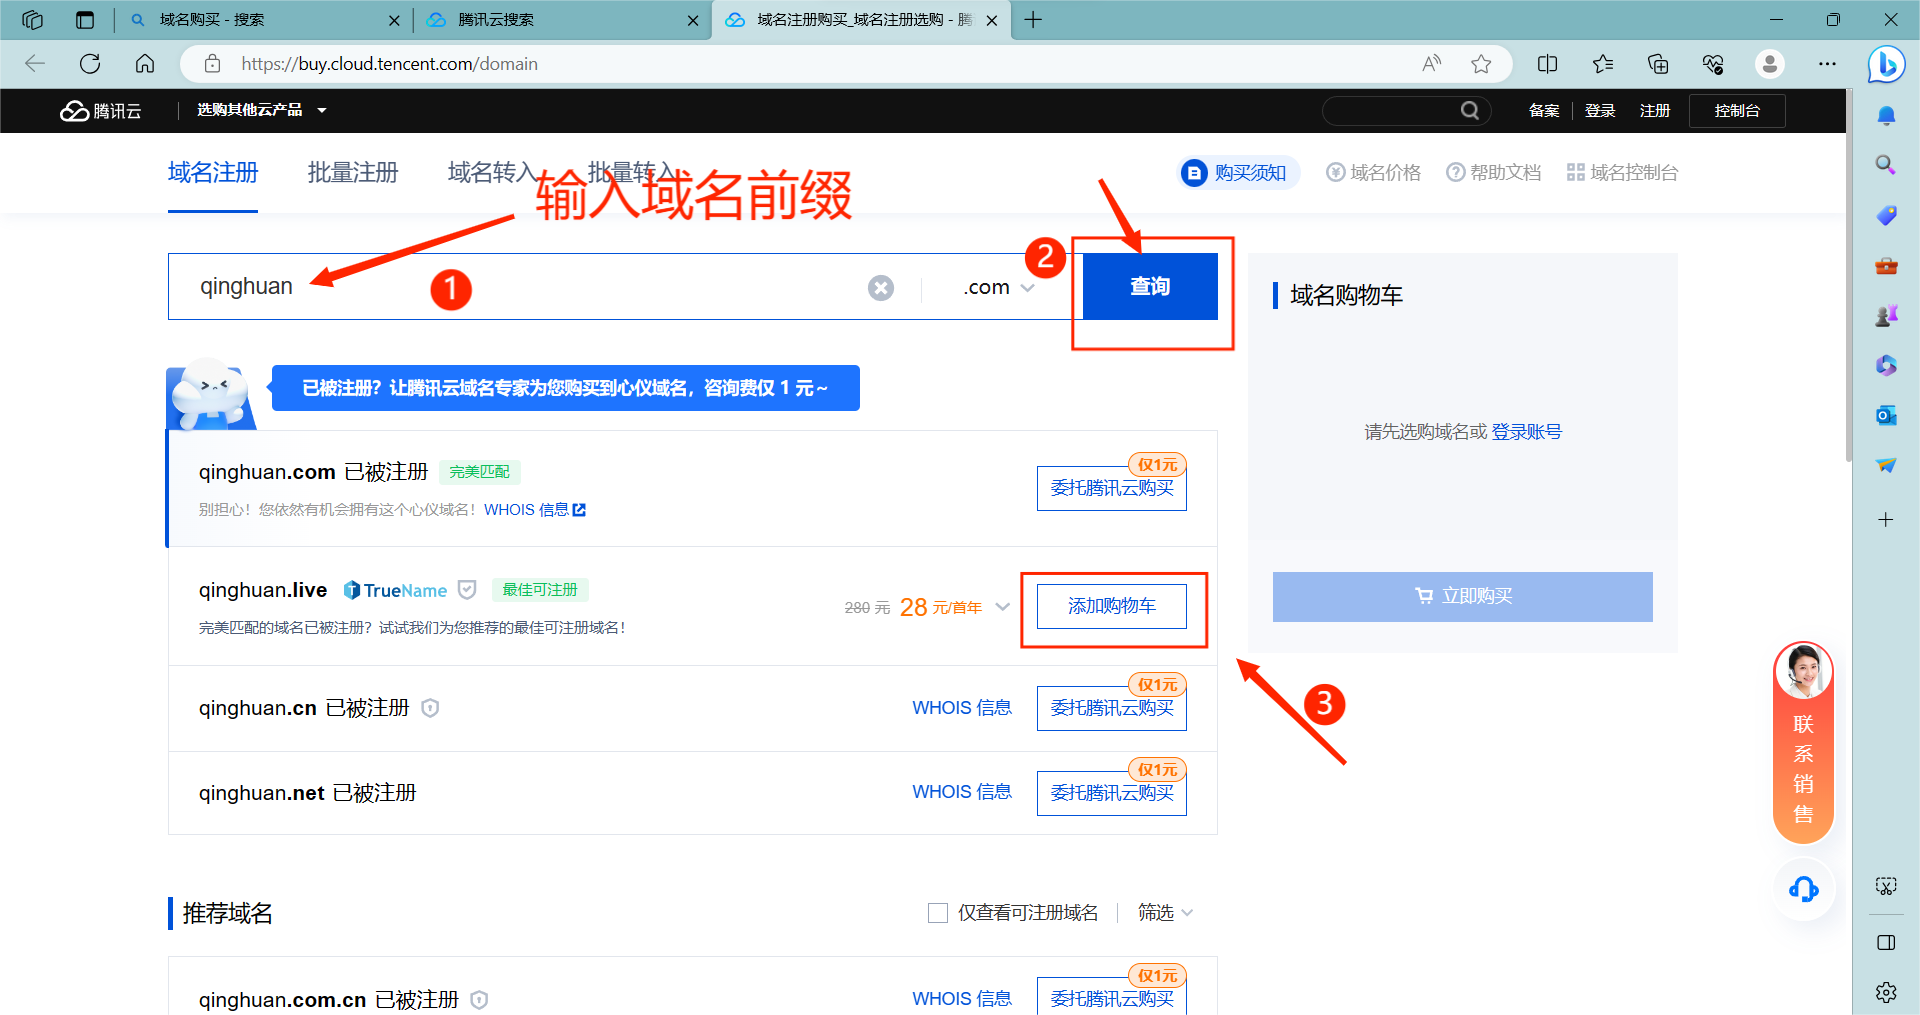 域名购买 - 搜索
腾讯云搜索
域名注册购买_域名注册选购 - 腾
https://buy.cloud.tencent.com/domain
腾讯云
选购其他云产品
备案
登录
注册
控制台
域名注册
批量注册
域名转入
批量转入
购买须知
域名价格
帮助文档
域名控制台
输入域名前缀
qinghuan
1
.com
2
查询
域名购物车
已被注册？让腾讯云域名专家为您购买到心仪域名，咨询费仅 1 元～
请先选购域名或 登录账号
qinghuan.com 已被注册 完美匹配
仅1元
委托腾讯云购买
别担心！您依然有机会拥有这个心仪域名！ WHOIS 信息
qinghuan.live TrueName 最佳可注册
280 元 28 元/首年
添加购物车
完美匹配的域名已被注册？试试我们为您推荐的最佳可注册域名！
立即购买
3
qinghuan.cn 已被注册
WHOIS 信息
仅1元
委托腾讯云购买
联系销售
qinghuan.net 已被注册
WHOIS 信息
仅1元
委托腾讯云购买
推荐域名
仅查看可注册域名
筛选
qinghuan.com.cn 已被注册
WHOIS 信息
仅1元
委托腾讯云购买